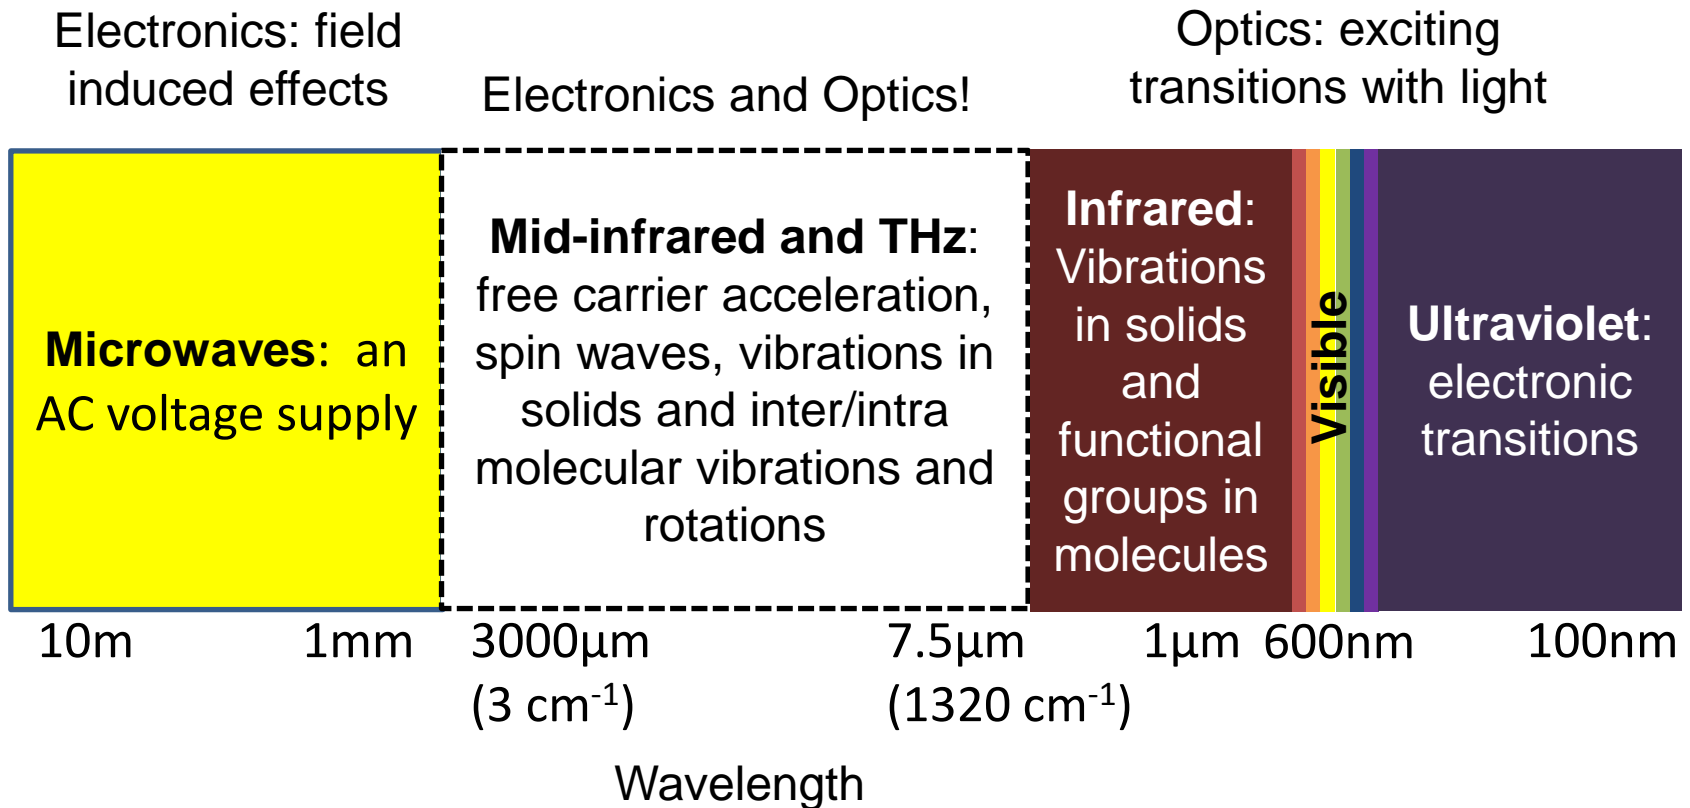 Electronics: field
induced effects
Electronics and Optics!
Optics: exciting
transitions with light
Microwaves: an
AC voltage supply
Mid-infrared and THz:
free carrier acceleration,
spin waves, vibrations in
solids and inter/intra
molecular vibrations and
rotations
Infrared:
Vibrations
in solids
and
functional
groups in
molecules
Visible
Ultraviolet:
electronic
transitions
10m
1mm
3000µm
(3 cm⁻¹)
7.5µm
(1320 cm⁻¹)
1µm
600nm
100nm
Wavelength